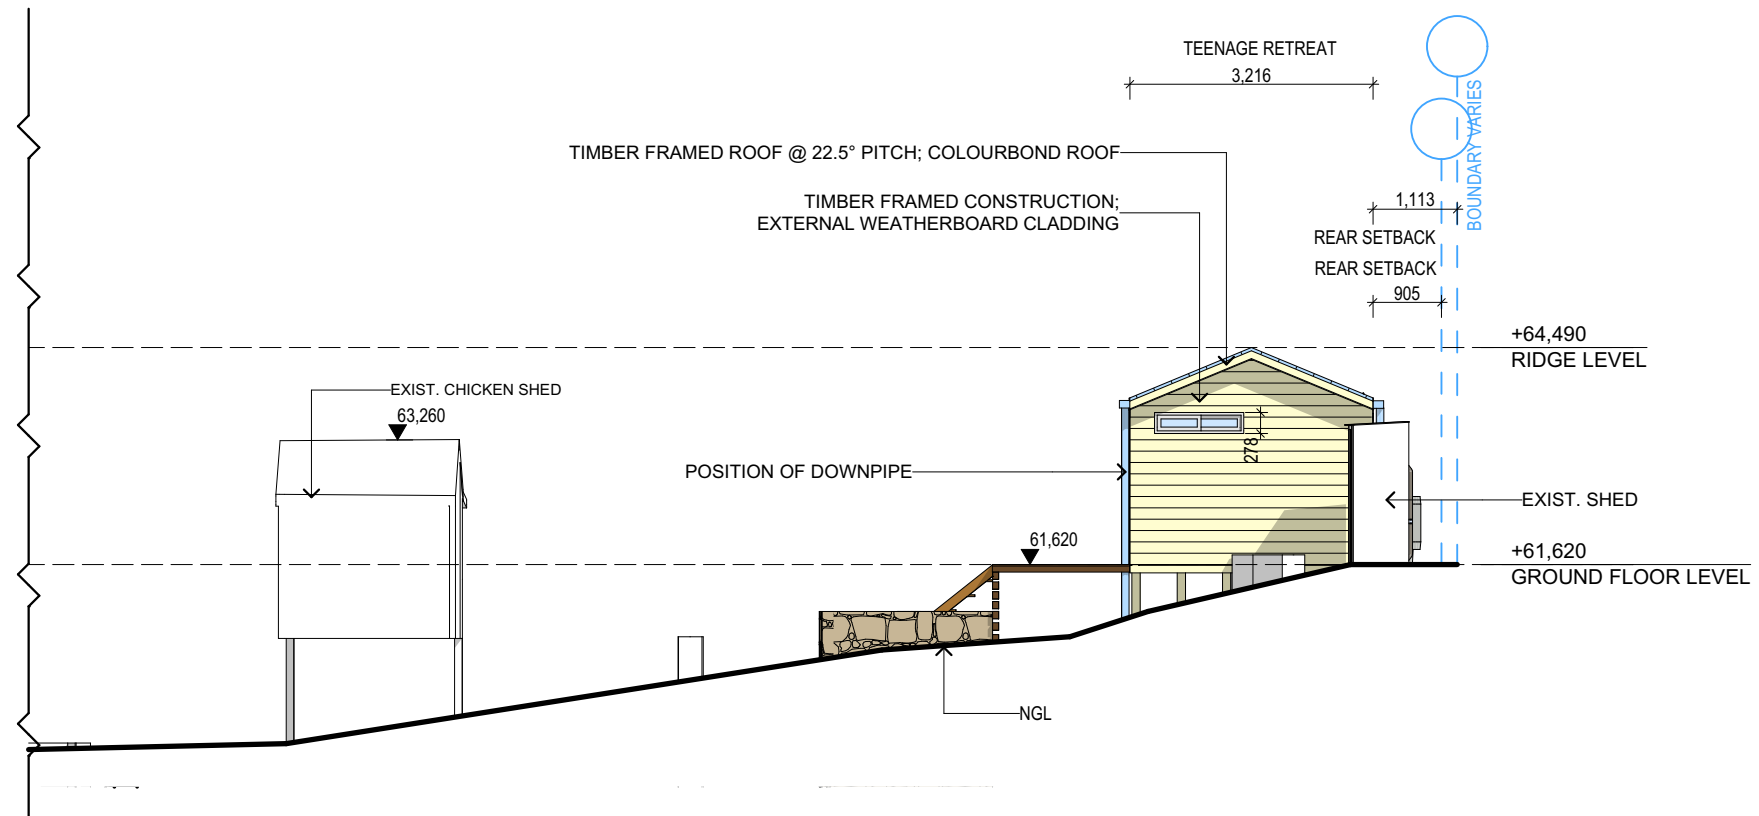 TEENAGE RETREAT
3,216
BOUNDARY VARIES
TIMBER FRAMED ROOF @ 22.5° PITCH; COLOURBOND ROOF
TIMBER FRAMED CONSTRUCTION;
EXTERNAL WEATHERBOARD CLADDING
1,113
REAR SETBACK
REAR SETBACK
905
+64,490
RIDGE LEVEL
EXIST. CHICKEN SHED
63,260
278
POSITION OF DOWNPIPE
EXIST. SHED
61,620
+61,620
GROUND FLOOR LEVEL
NGL